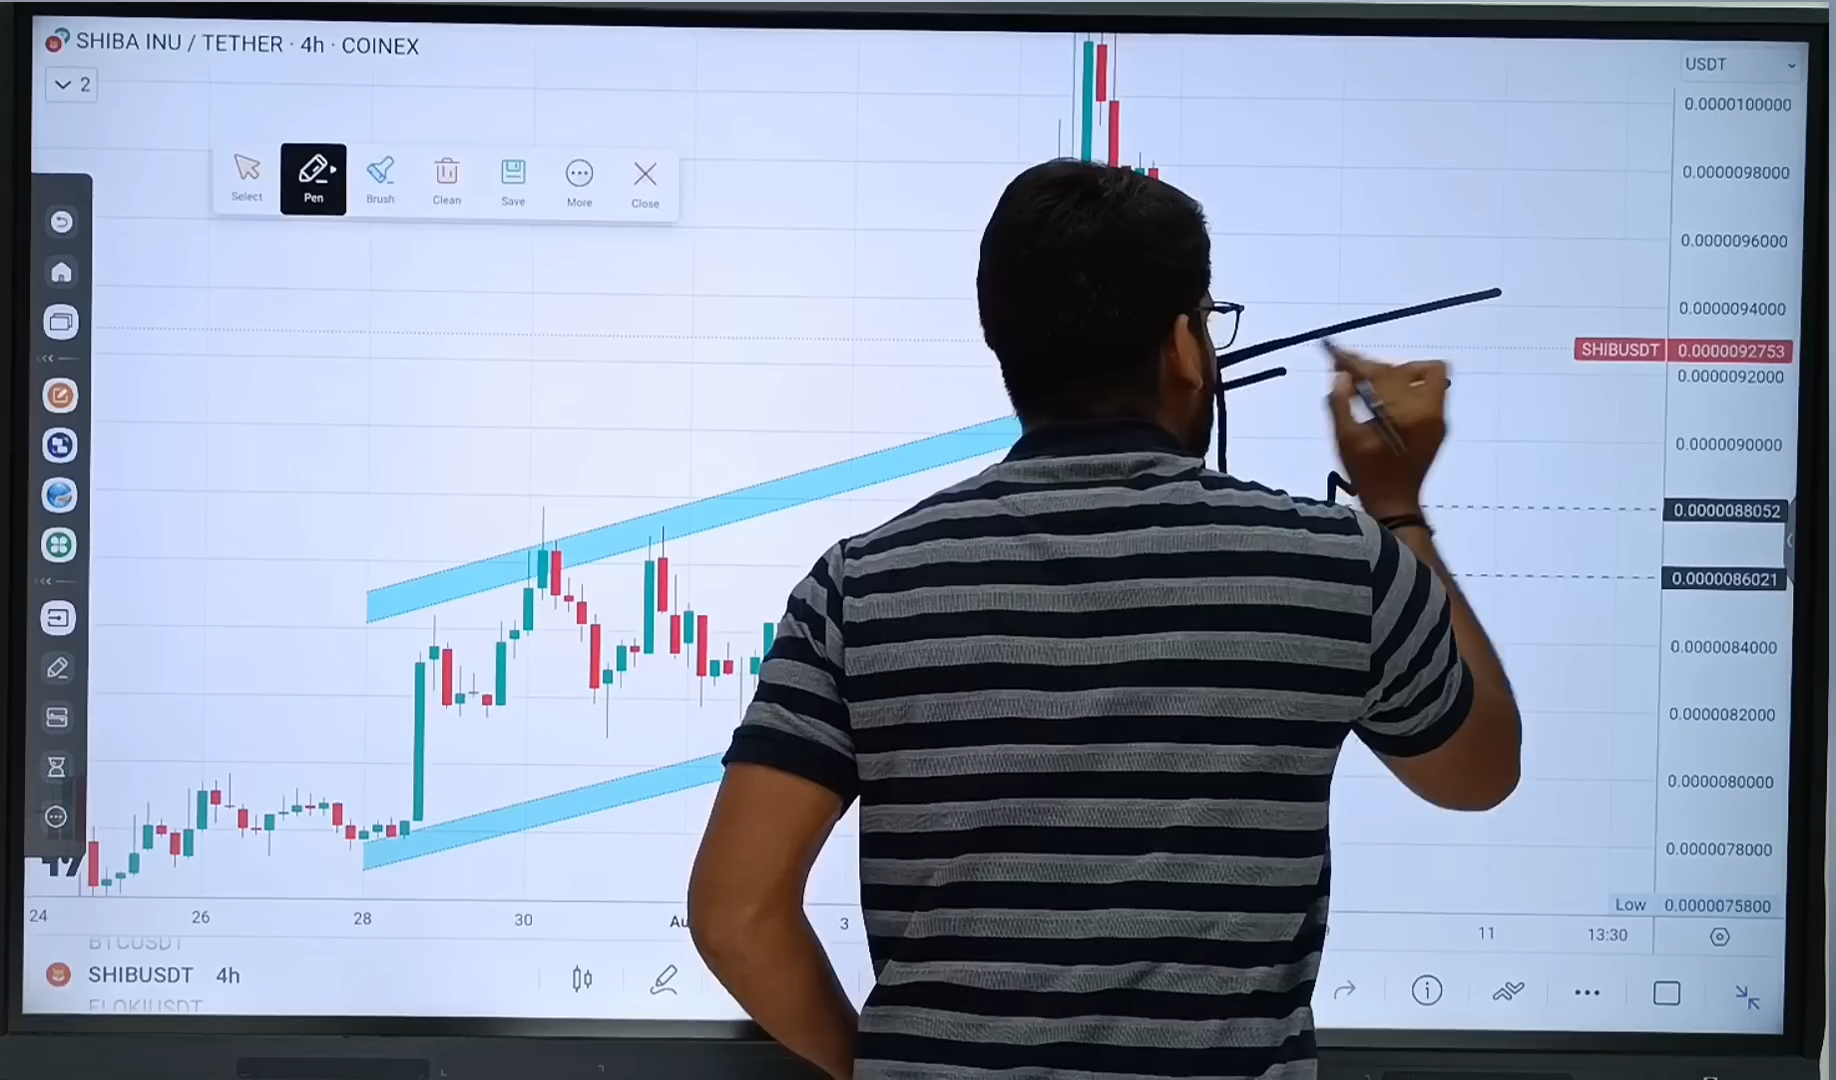 SHIBA INU / TETHER · 4h · COINEX
2
USDT
Select
Pen
Brush
Clean
Save
More
Close
0.0000100000
0.0000098000
0.0000096000
0.0000094000
SHIBUSDT 0.0000092753
0.0000092000
0.0000090000
0.0000088052
0.0000086021
0.0000084000
0.0000082000
0.0000080000
0.0000078000
Low 0.0000075800
24 26 28 30 3 11 13:30
BTCUSDT
SHIBUSDT 4h
FLOKIUSDT